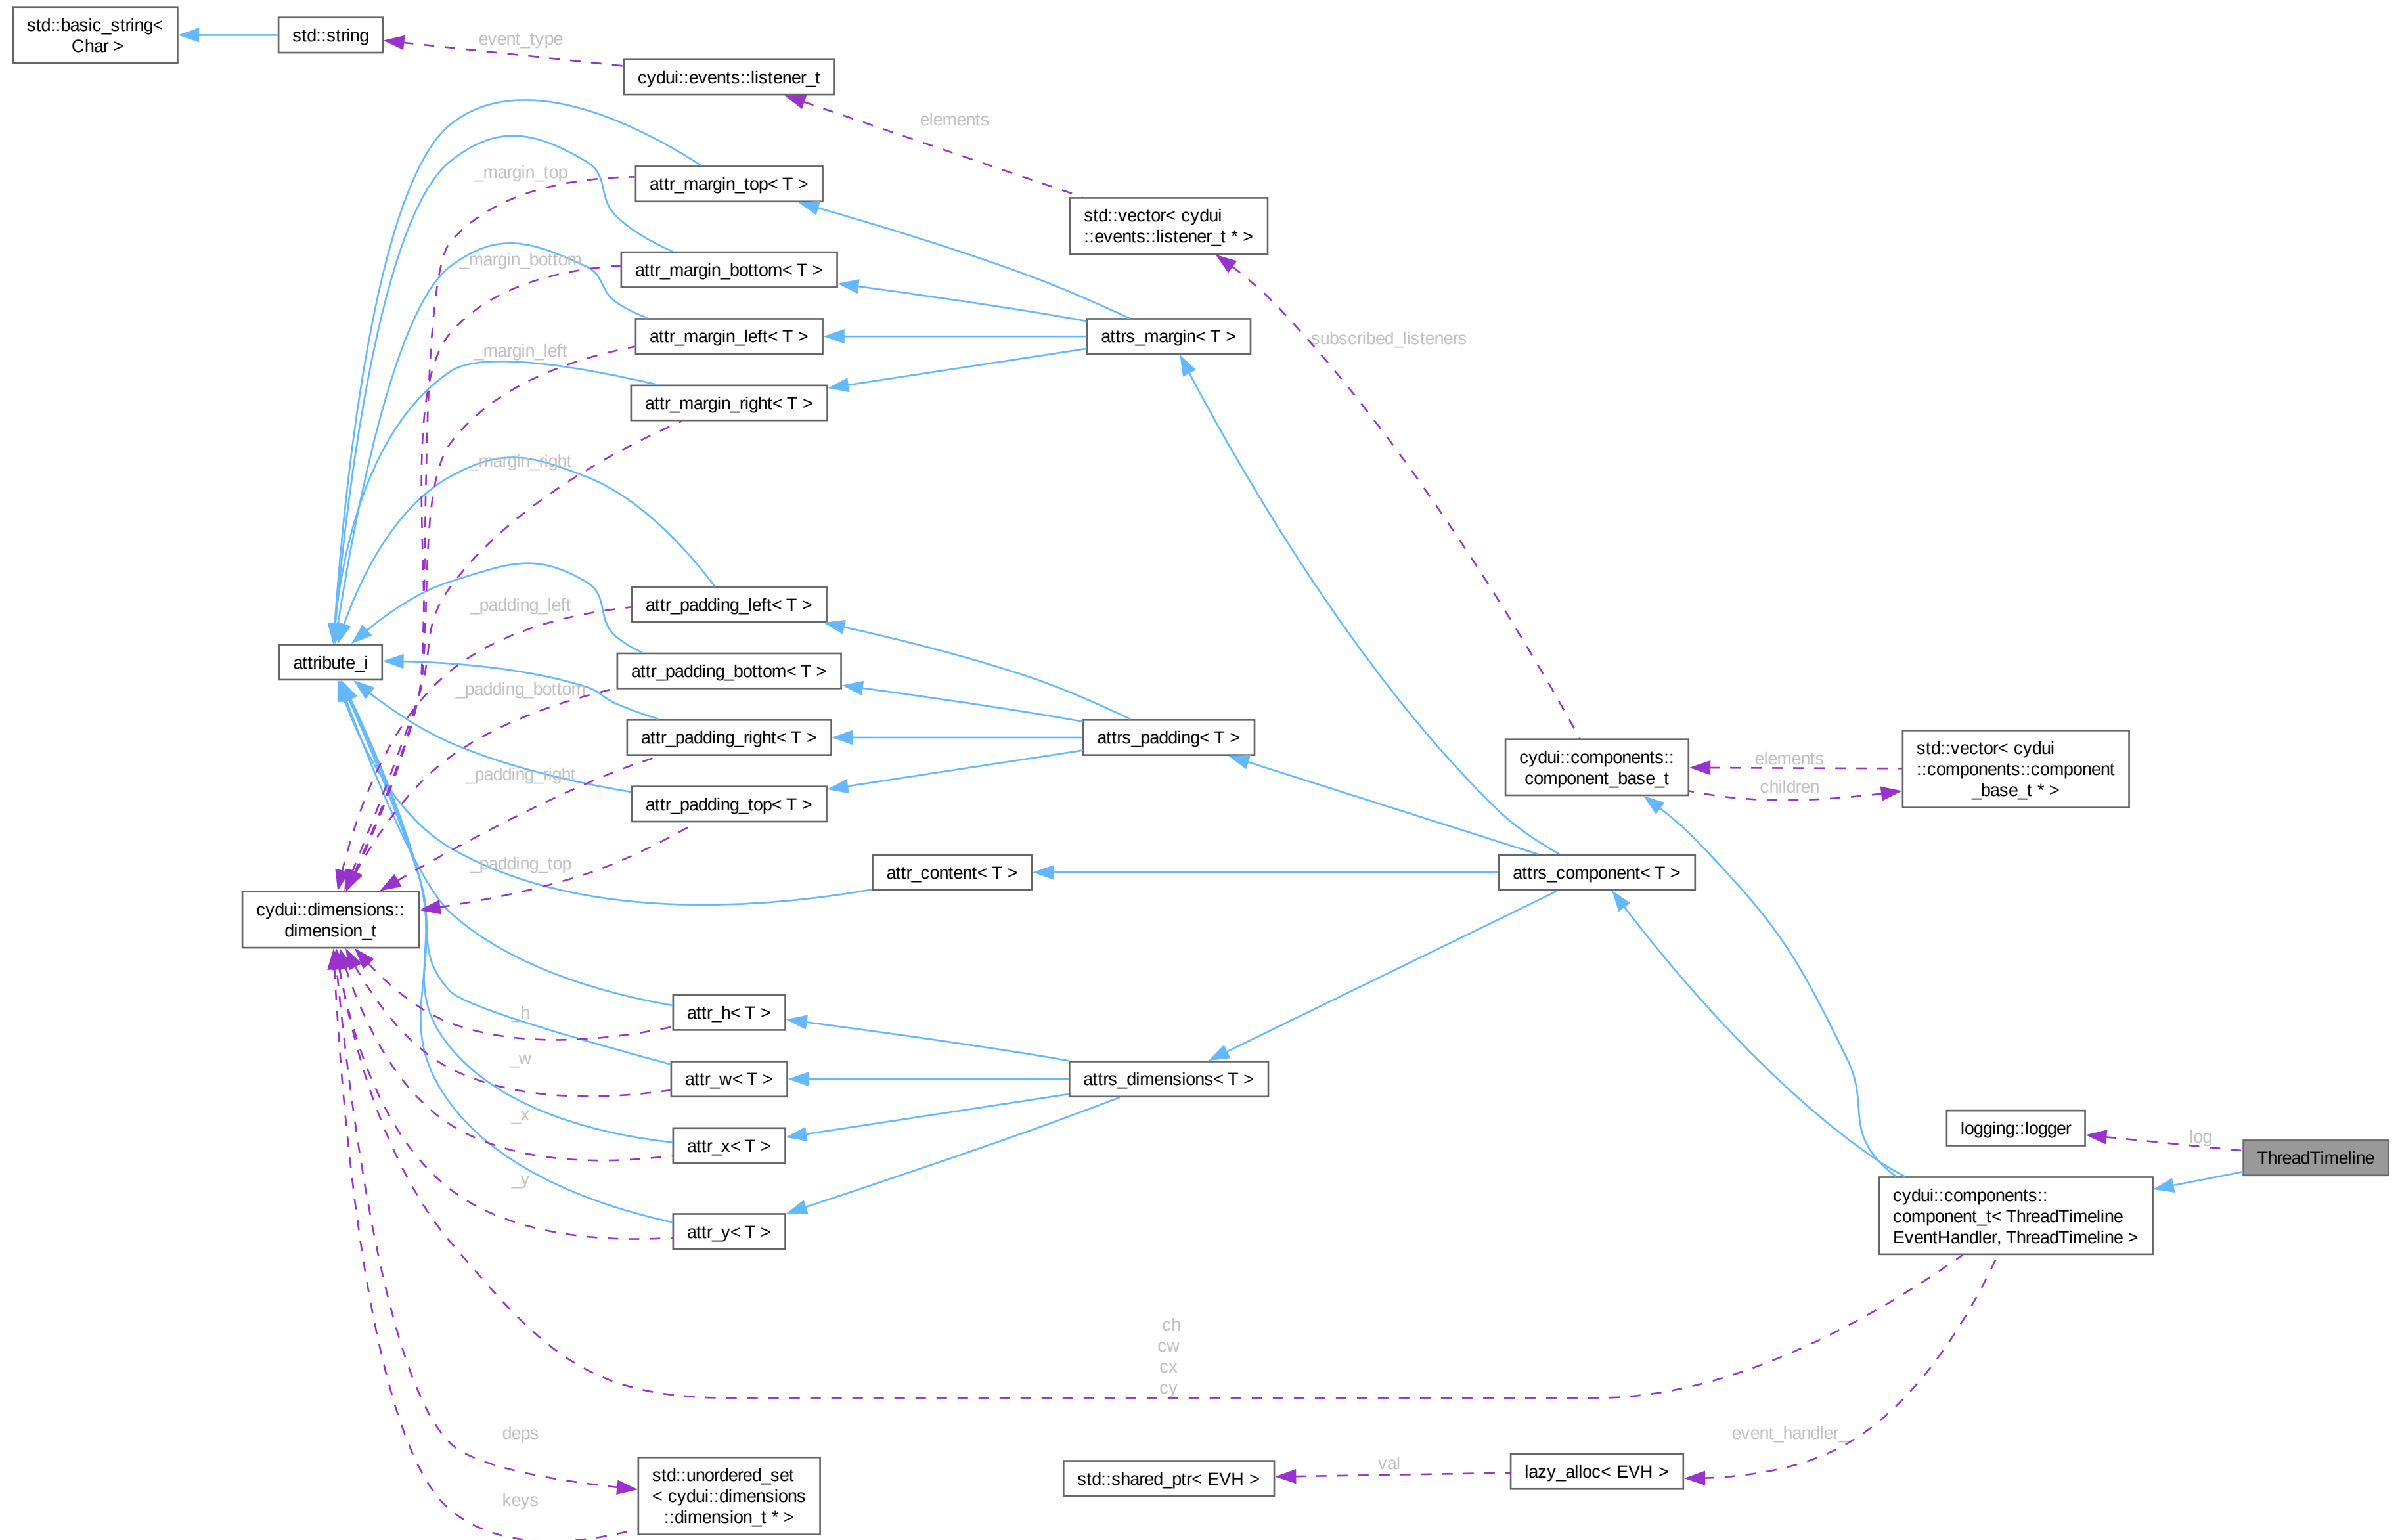 std::basic_string<
Char >
std::string
event_type
cydui::events::listener_t
elements
_margin_top
attr_margin_top< T >
std::vector< cydui
::events::listener_t * >
_margin_bottom
attr_margin_bottom< T >
attr_margin_left< T >
attrs_margin< T >
subscribed_listeners
_margin_left
attr_margin_right< T >
_margin_right
_padding_left
attr_padding_left< T >
attribute_i
attr_padding_bottom< T >
_padding_bottom
attr_padding_right< T >
attrs_padding< T >
cydui::components::
component_base_t
elements
children
std::vector< cydui
::components::component
_base_t * >
_padding_right
attr_padding_top< T >
_padding_top
attr_content< T >
attrs_component< T >
cydui::dimensions::
dimension_t
_h
attr_h< T >
_w
attr_w< T >
attrs_dimensions< T >
_x
attr_x< T >
logging::logger
log
ThreadTimeline
_y
attr_y< T >
cydui::components::
component_t< ThreadTimeline
EventHandler, ThreadTimeline >
ch
cw
cx
cy
deps
event_handler_
std::unordered_set
< cydui::dimensions
::dimension_t * >
keys
std::shared_ptr< EVH >
val
lazy_alloc< EVH >